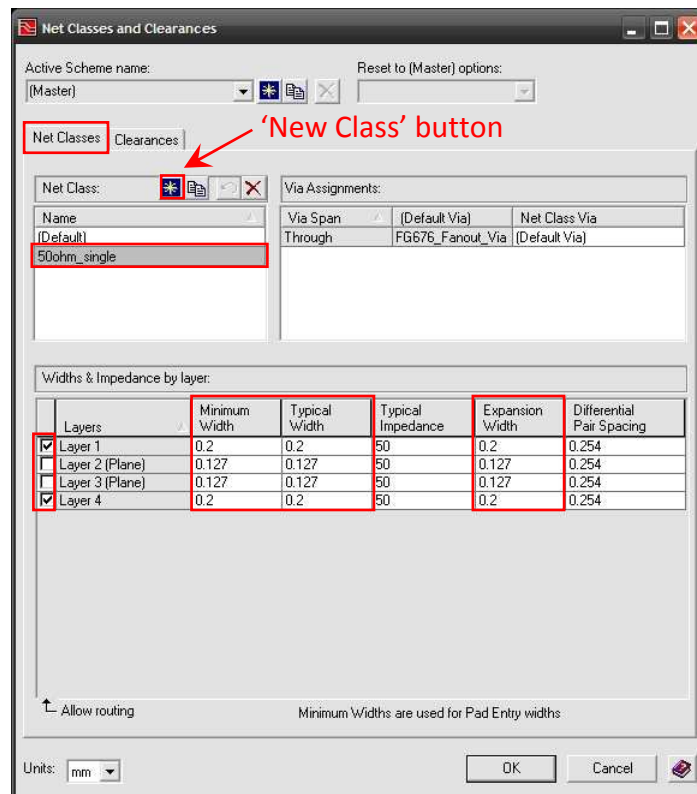 Net Classes and Clearances
Active Scheme name: Reset to (Master) options:
(Master)
'New Class' button
Net Classes Clearances
Net Class: Via Assignments:
Name Via Span (Default Via) Net Class Via
(Default) Through FG676_Fanout_Via (Default Via)
50ohm_single
Widths & Impedance by layer:
Layers Minimum Width Typical Width Typical Impedance Expansion Width Differential Pair Spacing
Layer 1 0.2 0.2 50 0.2 0.254
Layer 2 (Plane) 0.127 0.127 50 0.127 0.254
Layer 3 (Plane) 0.127 0.127 50 0.127 0.254
Layer 4 0.2 0.2 50 0.2 0.254
Allow routing Minimum Widths are used for Pad Entry widths
Units: mm OK Cancel